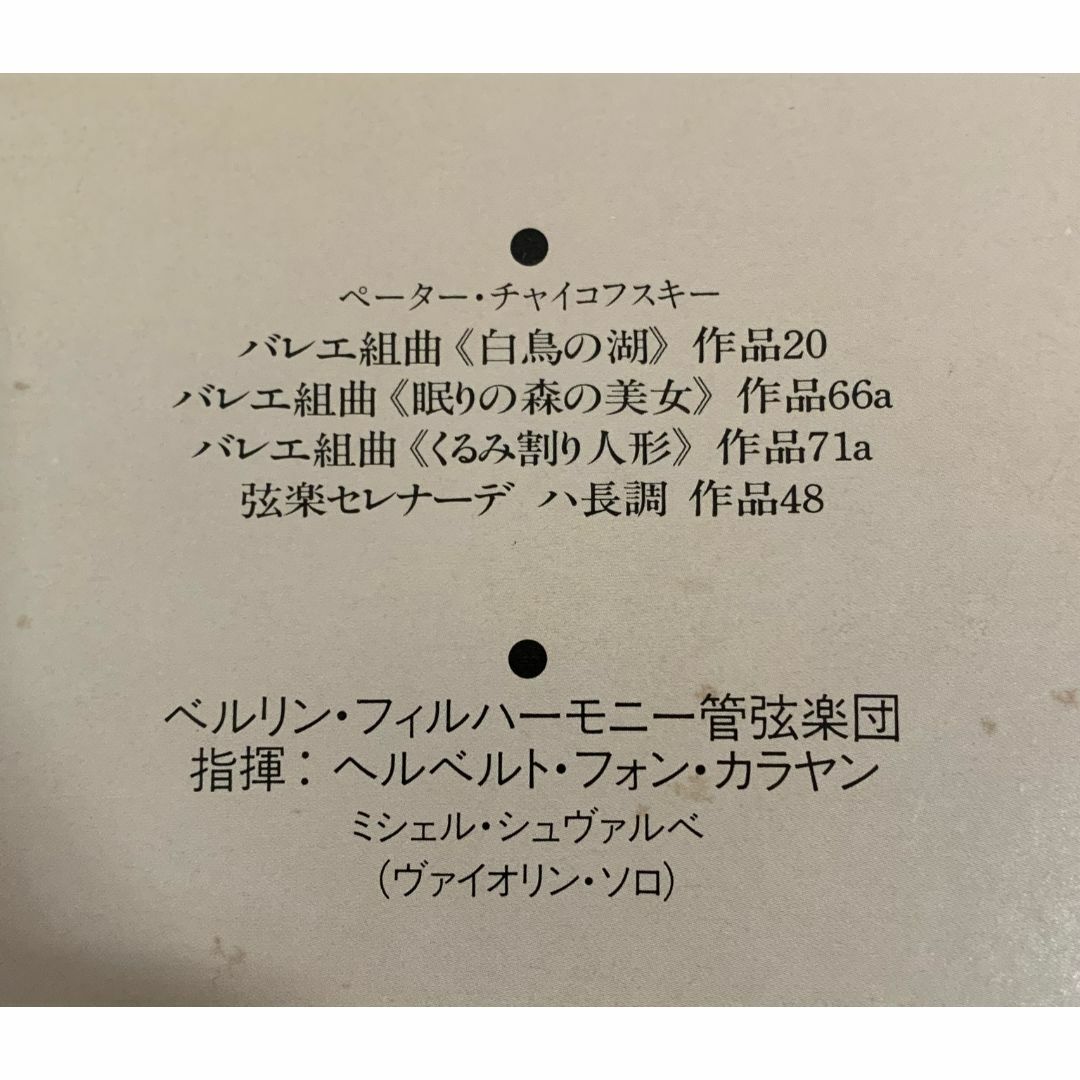 ペーター・チャイコフスキー
バレエ組曲《白鳥の湖》 作品20
バレエ組曲《眠りの森の美女》 作品66a
バレエ組曲《くるみ割り人形》 作品71a
弦楽セレナーデ ハ長調 作品48
ベルリン・フィルハーモニー管弦楽団
指揮：ヘルベルト・フォン・カラヤン
ミシェル・シュヴァルベ
(ヴァイオリン・ソロ)